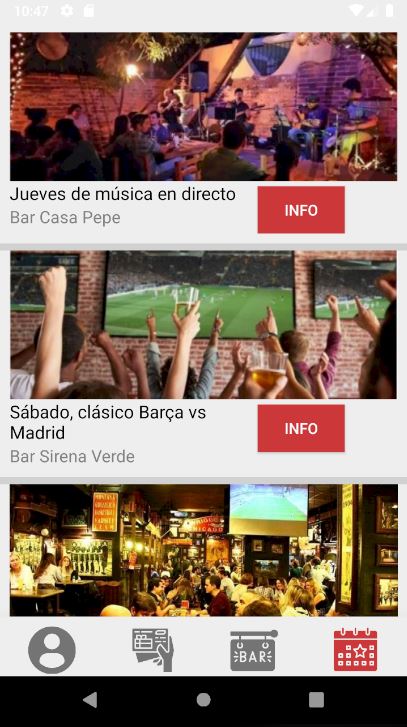 10:47
Jueves de música en directo
Bar Casa Pepe
INFO
Sábado, clásico Barça vs
Madrid
Bar Sirena Verde
INFO
BAR